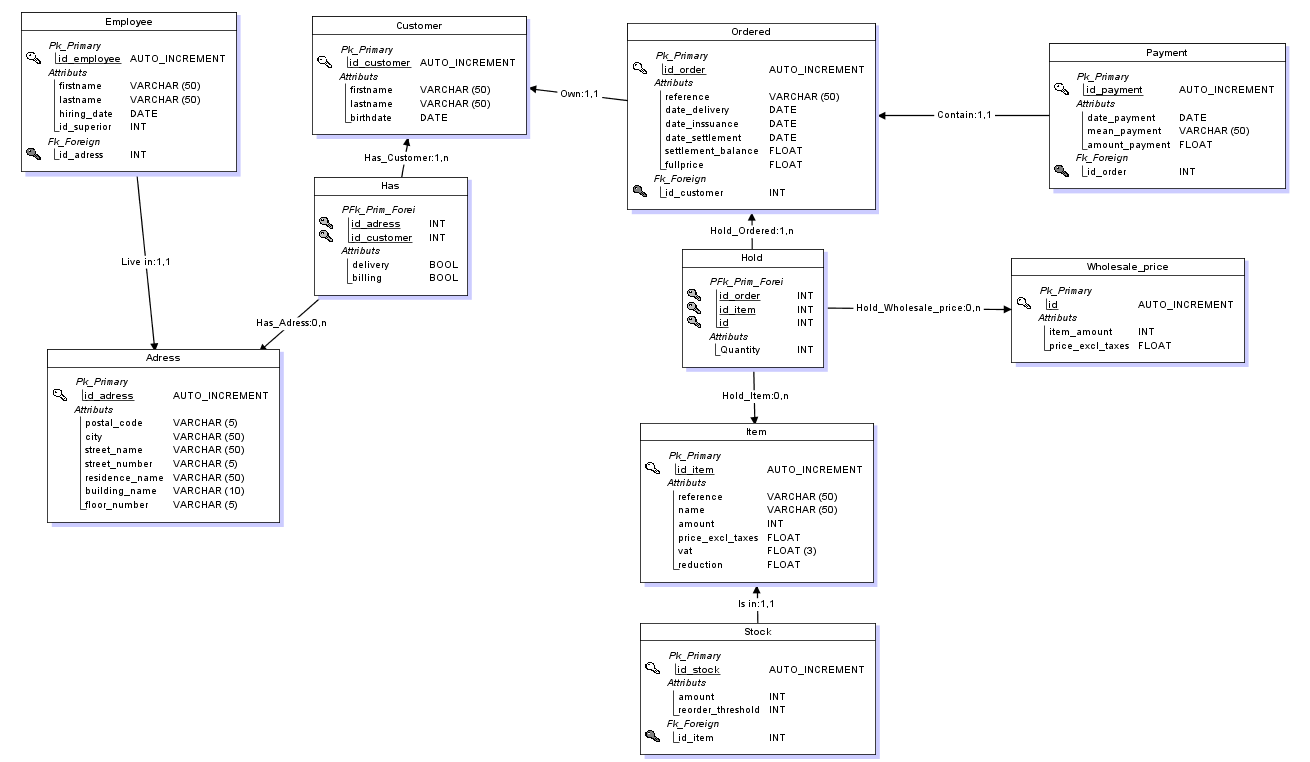 Employee
Pk_Primary
id_employee AUTO_INCREMENT
Attributs
firstname VARCHAR (50)
lastname VARCHAR (50)
hiring_date DATE
id_superior INT
Fk_Foreign
id_adress INT
Customer
Pk_Primary
id_customer AUTO_INCREMENT
Attributs
firstname VARCHAR (50)
lastname VARCHAR (50)
birthdate DATE
Own:1,1
Ordered
Pk_Primary
id_order AUTO_INCREMENT
Attributs
reference VARCHAR (50)
date_delivery DATE
date_inssuance DATE
date_settlement DATE
settlement_balance FLOAT
fullprice FLOAT
Fk_Foreign
id_customer INT
Contain:1,1
Payment
Pk_Primary
id_payment AUTO_INCREMENT
Attributs
date_payment DATE
mean_payment VARCHAR (50)
amount_payment FLOAT
Fk_Foreign
id_order INT
Has_Customer:1,n
Has
PFk_Prim_Forei
id_adress INT
id_customer INT
Attributs
delivery BOOL
billing BOOL
Live in:1,1
Has_Adress:0,n
Hold_Ordered:1,n
Hold
PFk_Prim_Forei
id_order INT
id_item INT
id INT
Attributs
Quantity INT
Hold_Wholesale_price:0,n
Wholesale_price
Pk_Primary
id AUTO_INCREMENT
Attributs
item_amount INT
price_excl_taxes FLOAT
Adress
Pk_Primary
id_adress AUTO_INCREMENT
Attributs
postal_code VARCHAR (5)
city VARCHAR (50)
street_name VARCHAR (50)
street_number VARCHAR (5)
residence_name VARCHAR (50)
building_name VARCHAR (10)
floor_number VARCHAR (5)
Hold_Item:0,n
Item
Pk_Primary
id_item AUTO_INCREMENT
Attributs
reference VARCHAR (50)
name VARCHAR (50)
amount INT
price_excl_taxes FLOAT
vat FLOAT (3)
reduction FLOAT
Is in:1,1
Stock
Pk_Primary
id_stock AUTO_INCREMENT
Attributs
amount INT
reorder_threshold INT
Fk_Foreign
id_item INT